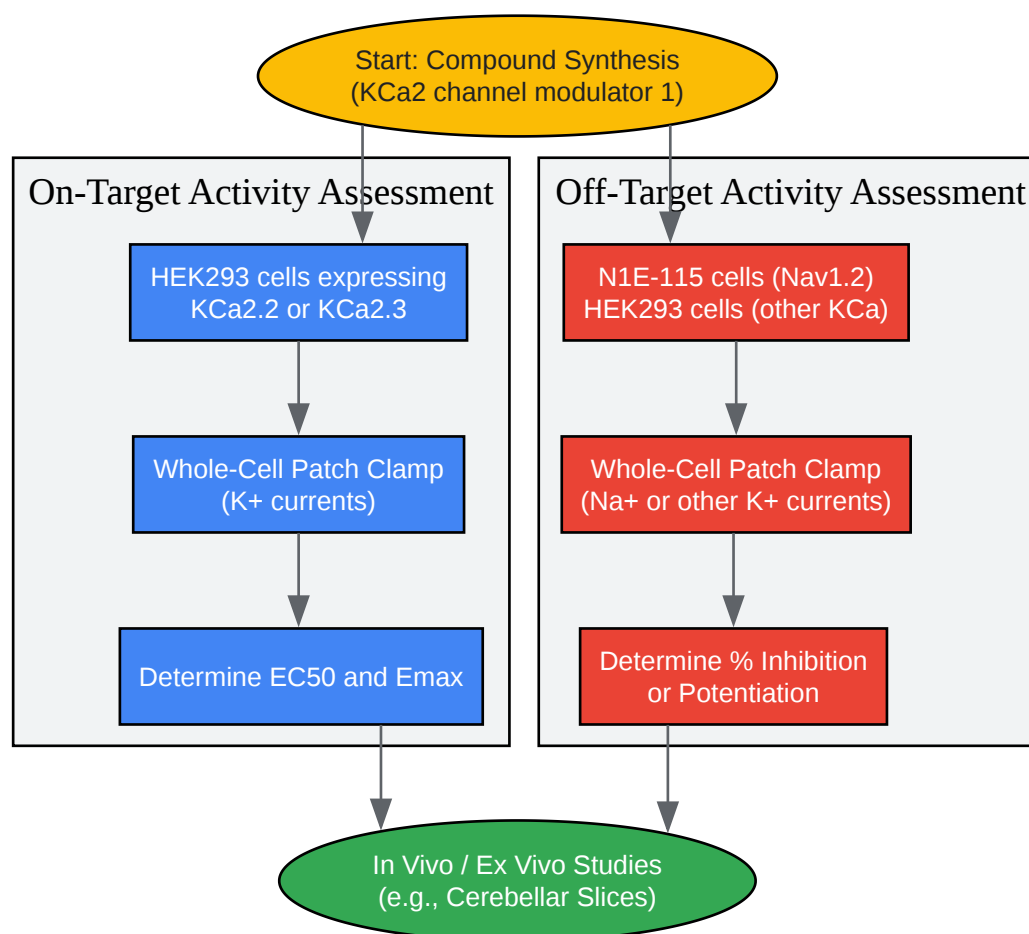 Start: Compound Synthesis
(KCa2 channel modulator 1)
On-Target Activity Assessment
HEK293 cells expressing
KCa2.2 or KCa2.3
Whole-Cell Patch Clamp
(K+ currents)
Determine EC50 and Emax
Off-Target Activity Assessment
N1E-115 cells (Nav1.2)
HEK293 cells (other KCa)
Whole-Cell Patch Clamp
(Na+ or other K+ currents)
Determine % Inhibition
or Potentiation
In Vivo / Ex Vivo Studies
(e.g., Cerebellar Slices)